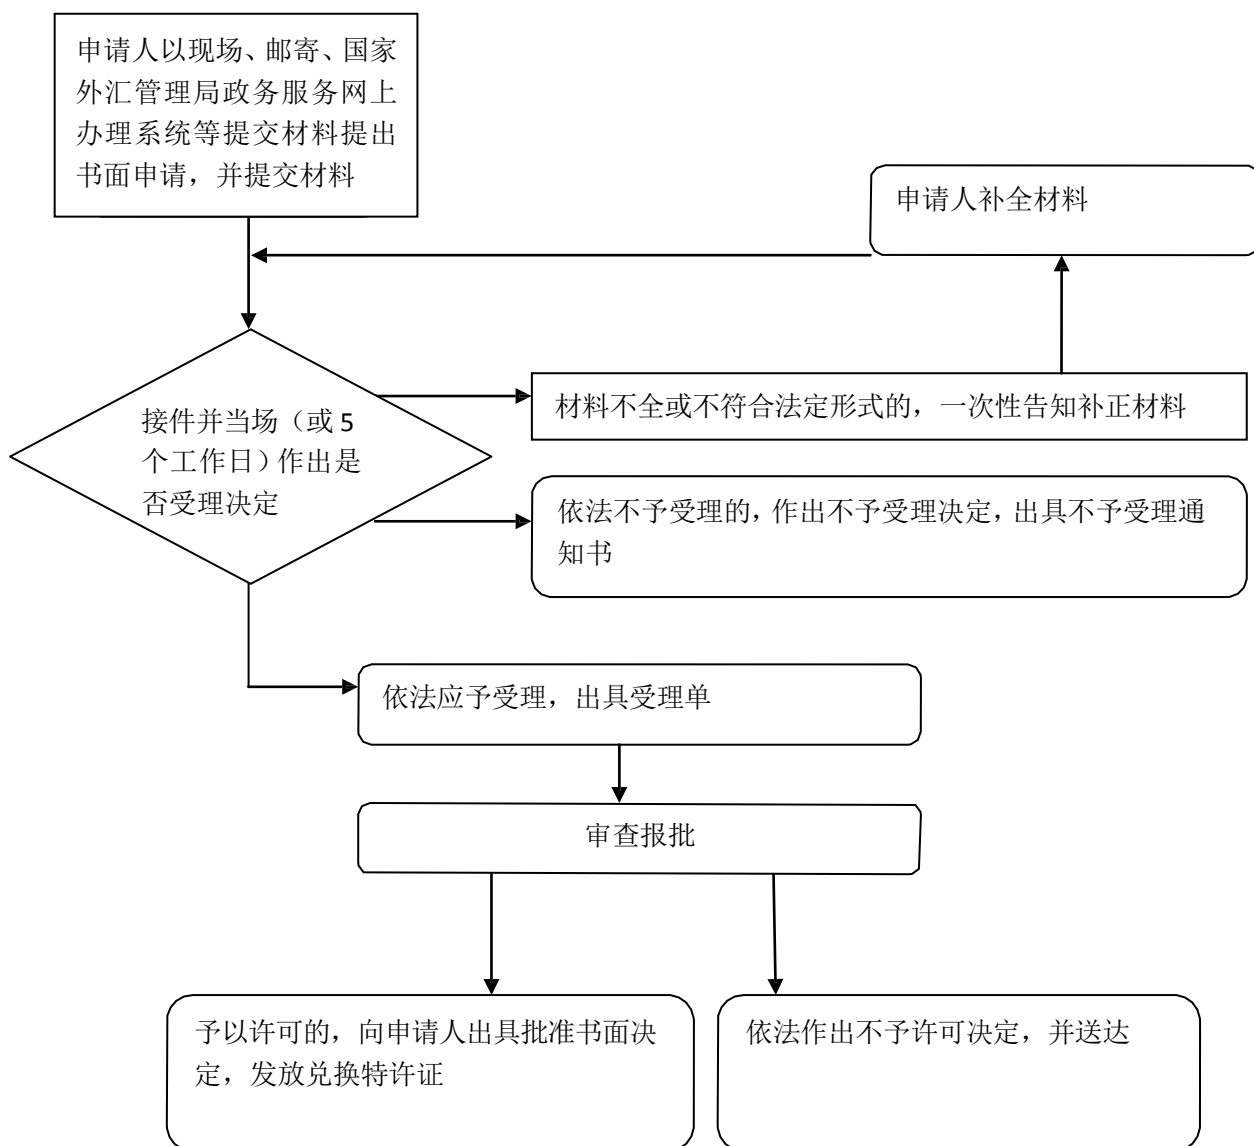 申请人以现场、邮寄、国家
外汇管理局政务服务网上
办理系统等提交材料提出
书面申请，并提交材料
申请人补全材料
接件并当场（或 5
个工作日）作出是
否受理决定
材料不全或不符合法定形式的，一次性告知补正材料
依法不予受理的，作出不予受理决定，出具不予受理通
知书
依法应予受理，出具受理单
审查报批
予以许可的，向申请人出具批准书面决
定，发放兑换特许证
依法作出不予许可决定，并送达